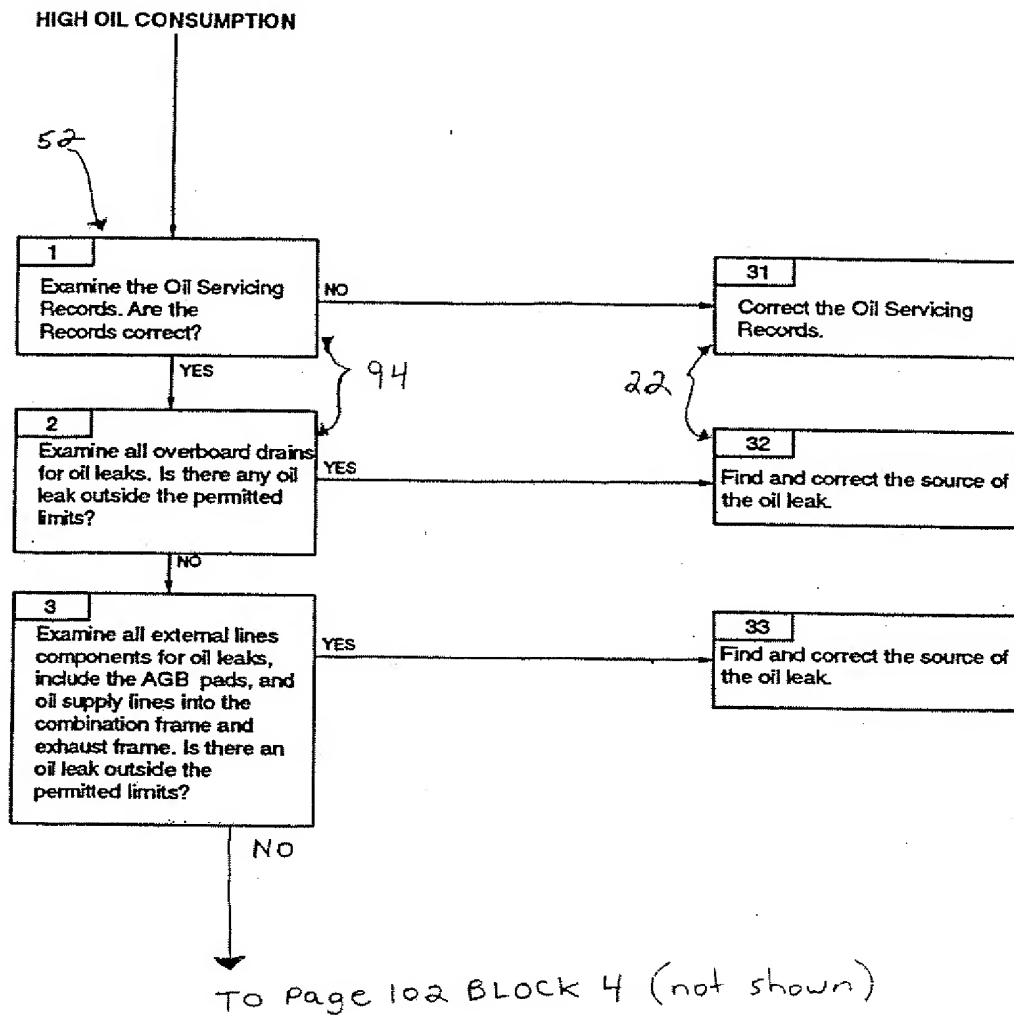 HIGH OIL CONSUMPTION
52
1
Examine the Oil Servicing
Records. Are the
Records correct?
NO
31
Correct the Oil Servicing
Records.
YES
94
22
2
Examine all overboard drains
for oil leaks. Is there any oil
leak outside the permitted
limits?
YES
32
Find and correct the source of
the oil leak.
NO
3
Examine all external lines
components for oil leaks,
include the AGB pads, and
oil supply lines into the
combination frame and
exhaust frame. Is there an
oil leak outside the
permitted limits?
YES
33
Find and correct the source of
the oil leak.
NO
TO Page 102 BLOCK 4 (not shown)